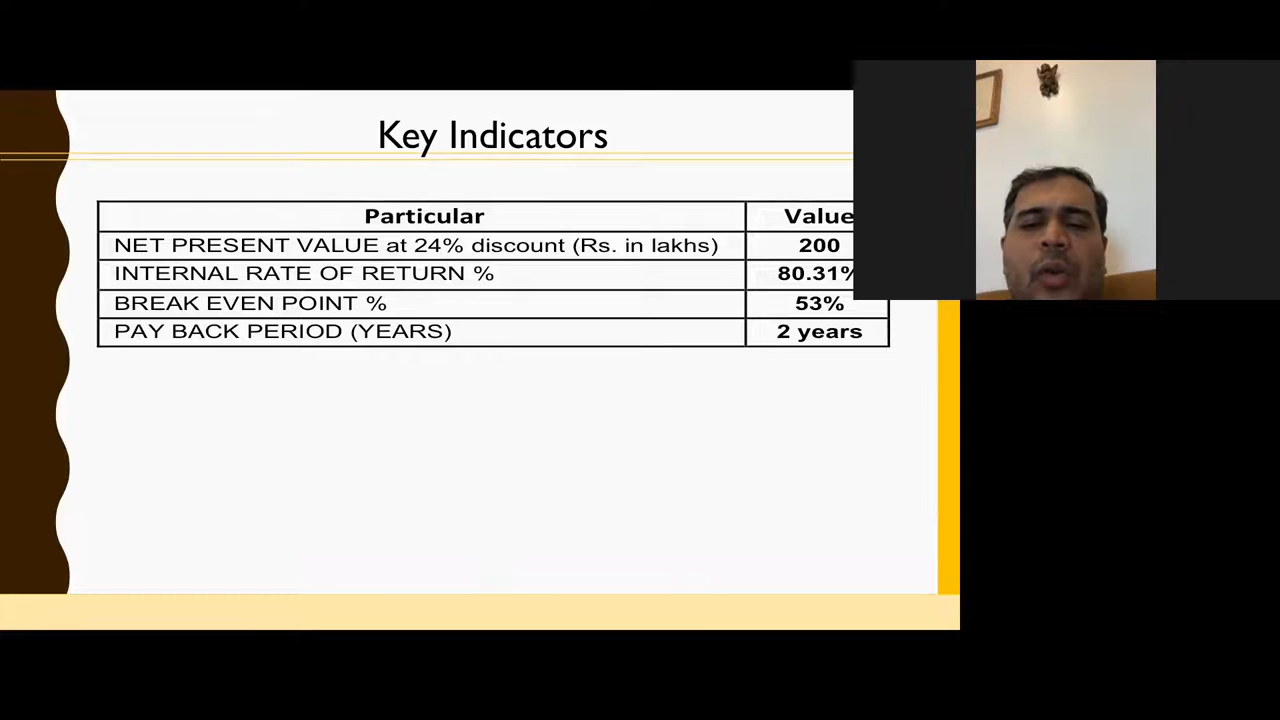 Key Indicators
Particular Value
NET PRESENT VALUE at 24% discount (Rs. in lakhs) 200
INTERNAL RATE OF RETURN % 80.31%
BREAK EVEN POINT % 53%
PAY BACK PERIOD (YEARS) 2 years